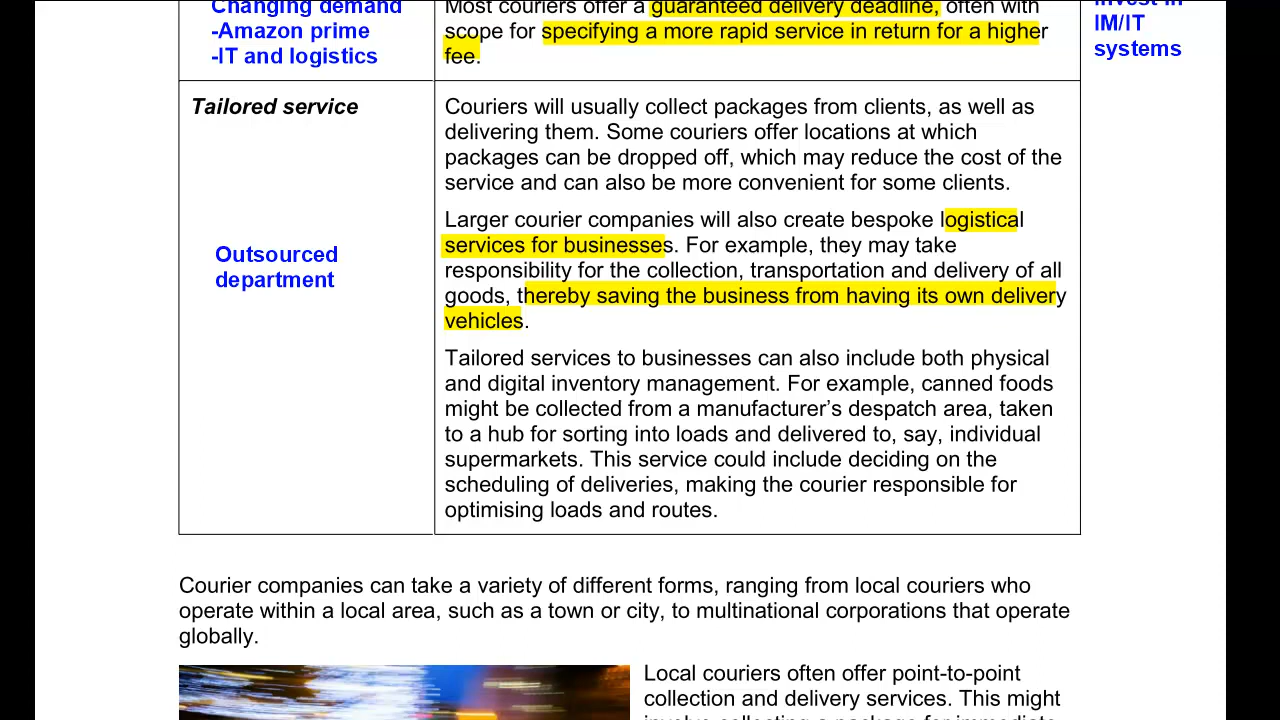 Changing demand
-Amazon prime
-IT and logistics
Most couriers offer a guaranteed delivery deadline, often with
scope for specifying a more rapid service in return for a higher
fee.
Invest in
IM/IT
systems
Tailored service
Outsourced
department
Couriers will usually collect packages from clients, as well as
delivering them. Some couriers offer locations at which
packages can be dropped off, which may reduce the cost of the
service and can also be more convenient for some clients.
Larger courier companies will also create bespoke logistical
services for businesses. For example, they may take
responsibility for the collection, transportation and delivery of all
goods, thereby saving the business from having its own delivery
vehicles.
Tailored services to businesses can also include both physical
and digital inventory management. For example, canned foods
might be collected from a manufacturer’s despatch area, taken
to a hub for sorting into loads and delivered to, say, individual
supermarkets. This service could include deciding on the
scheduling of deliveries, making the courier responsible for
optimising loads and routes.
Courier companies can take a variety of different forms, ranging from local couriers who
operate within a local area, such as a town or city, to multinational corporations that operate
globally.
Local couriers often offer point-to-point
collection and delivery services. This might
involve collecting a package for immediate